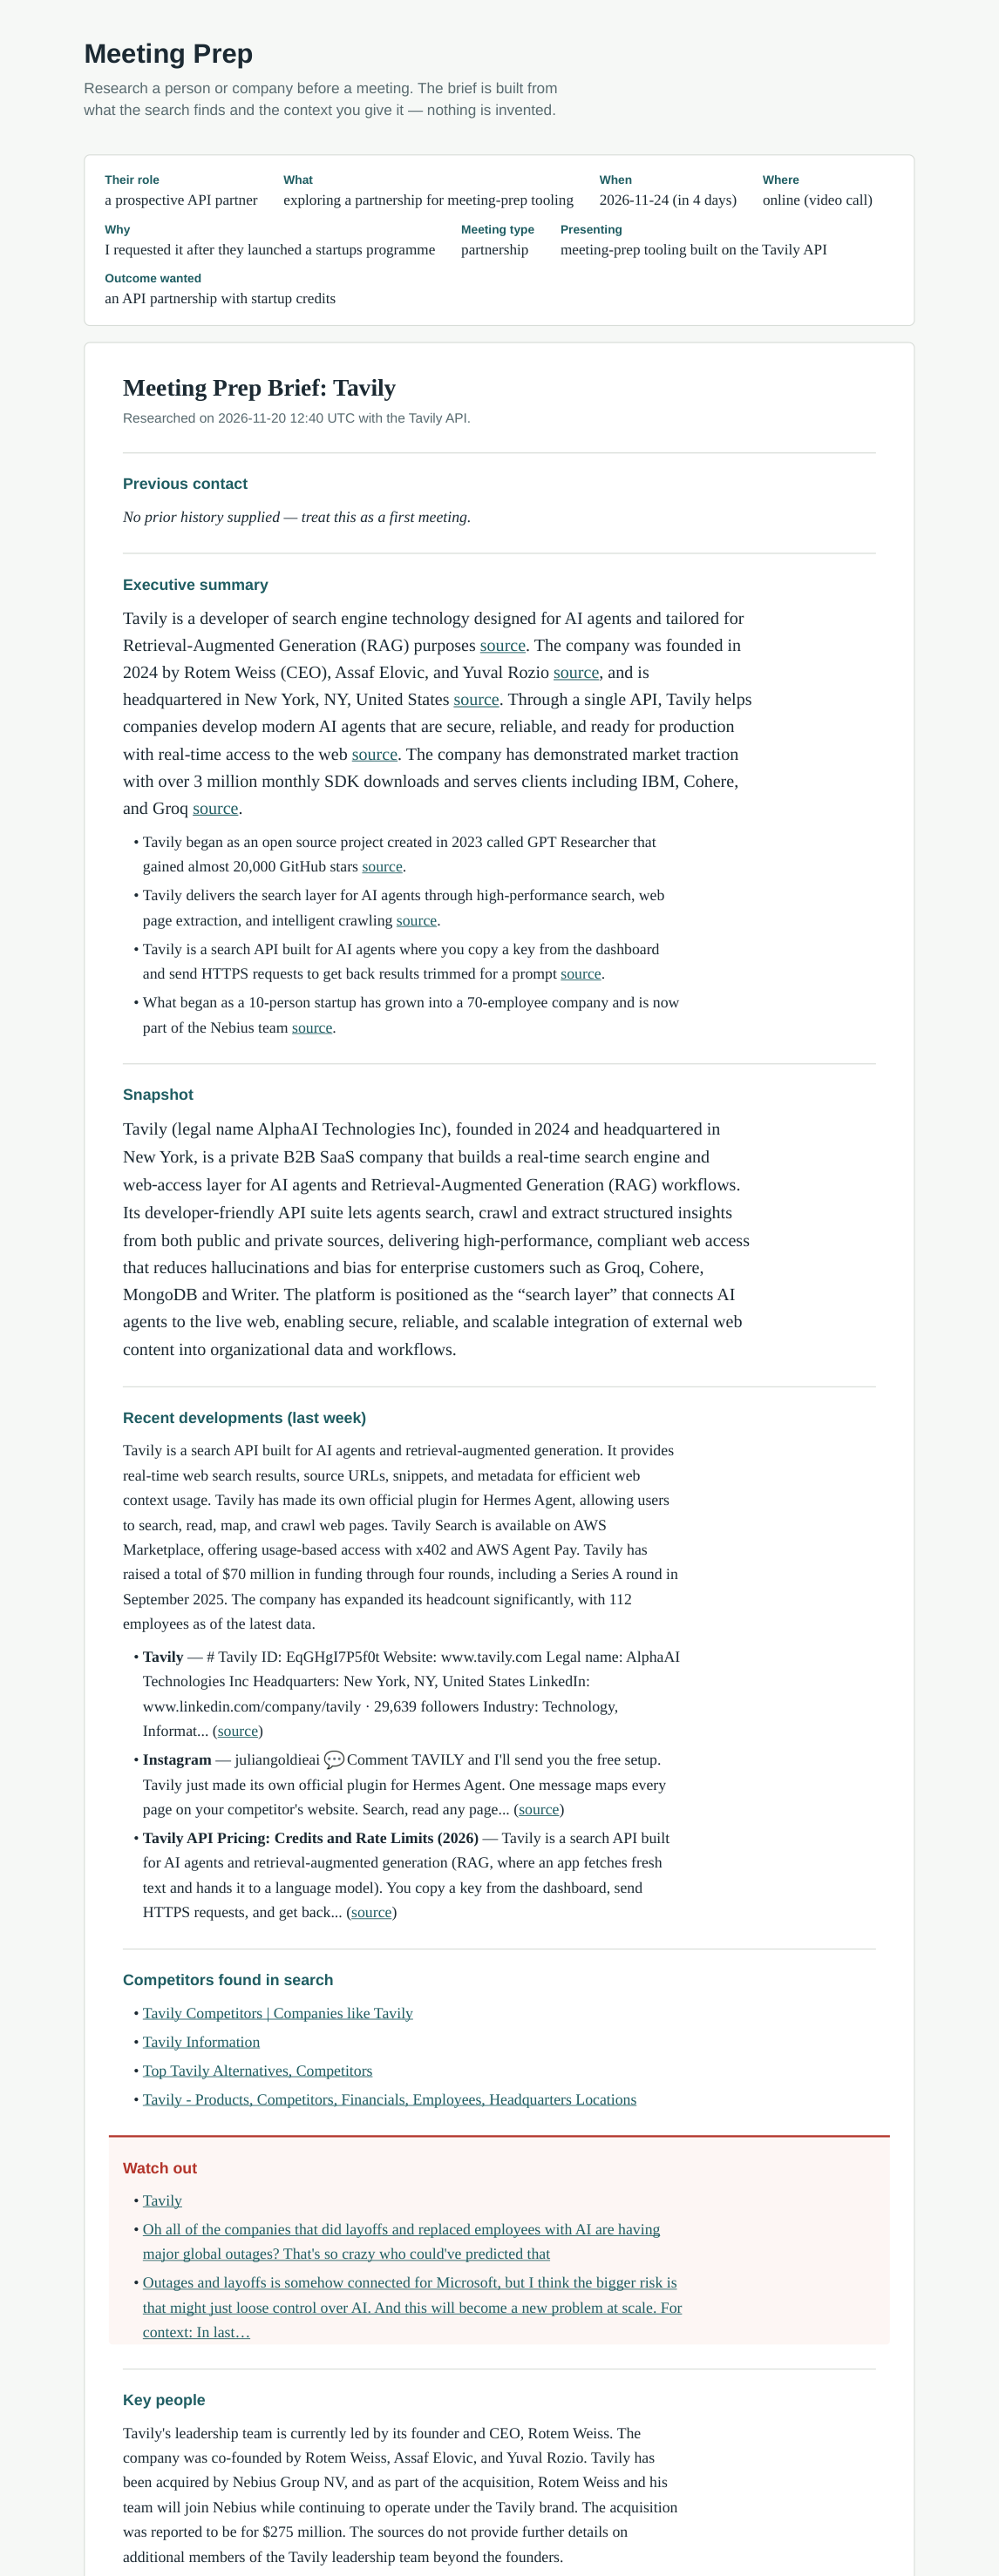 Meeting Prep
Research a person or company before a meeting. The brief is built from
what the search finds and the context you give it — nothing is invented.
Their role
a prospective API partner
What
exploring a partnership for meeting-prep tooling
When
2026-11-24 (in 4 days)
Where
online (video call)
Why
I requested it after they launched a startups programme
Meeting type
partnership
Presenting
meeting-prep tooling built on the Tavily API
Outcome wanted
an API partnership with startup credits
Meeting Prep Brief: Tavily
Researched on 2026-11-20 12:40 UTC with the Tavily API.
Previous contact
No prior history supplied — treat this as a first meeting.
Executive summary
Tavily is a developer of search engine technology designed for AI agents and tailored for
Retrieval-Augmented Generation (RAG) purposes source. The company was founded in
2024 by Rotem Weiss (CEO), Assaf Elovic, and Yuval Rozio source, and is
headquartered in New York, NY, United States source. Through a single API, Tavily helps
companies develop modern AI agents that are secure, reliable, and ready for production
with real-time access to the web source. The company has demonstrated market traction
with over 3 million monthly SDK downloads and serves clients including IBM, Cohere,
and Groq source.
• Tavily began as an open source project created in 2023 called GPT Researcher that
gained almost 20,000 GitHub stars source.
• Tavily delivers the search layer for AI agents through high-performance search, web
page extraction, and intelligent crawling source.
• Tavily is a search API built for AI agents where you copy a key from the dashboard
and send HTTPS requests to get back results trimmed for a prompt source.
• What began as a 10-person startup has grown into a 70-employee company and is now
part of the Nebius team source.
Snapshot
Tavily (legal name AlphaAI Technologies Inc), founded in 2024 and headquartered in
New York, is a private B2B SaaS company that builds a real-time search engine and
web-access layer for AI agents and Retrieval-Augmented Generation (RAG) workflows.
Its developer-friendly API suite lets agents search, crawl and extract structured insights
from both public and private sources, delivering high-performance, compliant web access
that reduces hallucinations and bias for enterprise customers such as Groq, Cohere,
MongoDB and Writer. The platform is positioned as the “search layer” that connects AI
agents to the live web, enabling secure, reliable, and scalable integration of external web
content into organizational data and workflows.
Recent developments (last week)
Tavily is a search API built for AI agents and retrieval-augmented generation. It provides
real-time web search results, source URLs, snippets, and metadata for efficient web
context usage. Tavily has made its own official plugin for Hermes Agent, allowing users
to search, read, map, and crawl web pages. Tavily Search is available on AWS
Marketplace, offering usage-based access with x402 and AWS Agent Pay. Tavily has
raised a total of $70 million in funding through four rounds, including a Series A round in
September 2025. The company has expanded its headcount significantly, with 112
employees as of the latest data.
• Tavily — # Tavily ID: EqGHgI7P5f0t Website: www.tavily.com Legal name: AlphaAI
Technologies Inc Headquarters: New York, NY, United States LinkedIn:
www.linkedin.com/company/tavily · 29,639 followers Industry: Technology,
Informat... (source)
• Instagram — juliangoldieai 💬 Comment TAVILY and I'll send you the free setup.
Tavily just made its own official plugin for Hermes Agent. One message maps every
page on your competitor's website. Search, read any page... (source)
• Tavily API Pricing: Credits and Rate Limits (2026) — Tavily is a search API built
for AI agents and retrieval-augmented generation (RAG, where an app fetches fresh
text and hands it to a language model). You copy a key from the dashboard, send
HTTPS requests, and get back... (source)
Competitors found in search
• Tavily Competitors | Companies like Tavily
• Tavily Information
• Top Tavily Alternatives, Competitors
• Tavily - Products, Competitors, Financials, Employees, Headquarters Locations
Watch out
• Tavily
• Oh all of the companies that did layoffs and replaced employees with AI are having
major global outages? That's so crazy who could've predicted that
• Outages and layoffs is somehow connected for Microsoft, but I think the bigger risk is
that might just loose control over AI. And this will become a new problem at scale. For
context: In last…
Key people
Tavily's leadership team is currently led by its founder and CEO, Rotem Weiss. The
company was co-founded by Rotem Weiss, Assaf Elovic, and Yuval Rozio. Tavily has
been acquired by Nebius Group NV, and as part of the acquisition, Rotem Weiss and his
team will join Nebius while continuing to operate under the Tavily brand. The acquisition
was reported to be for $275 million. The sources do not provide further details on
additional members of the Tavily leadership team beyond the founders.